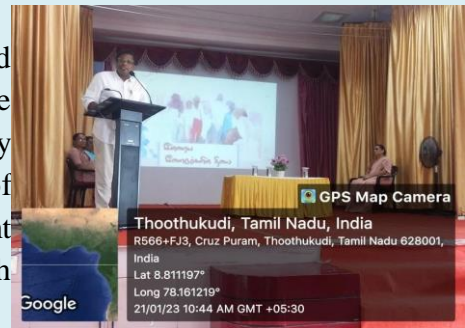 d
e
y
f
t
n
GPS Map Camera
Thoothukudi, Tamil Nadu, India
R566+FJ3, Cruz Puram, Thoothukudi, Tamil Nadu 628001,
India
Lat 8.811197°
Long 78.161219°
21/01/23 10:44 AM GMT +05:30
Google